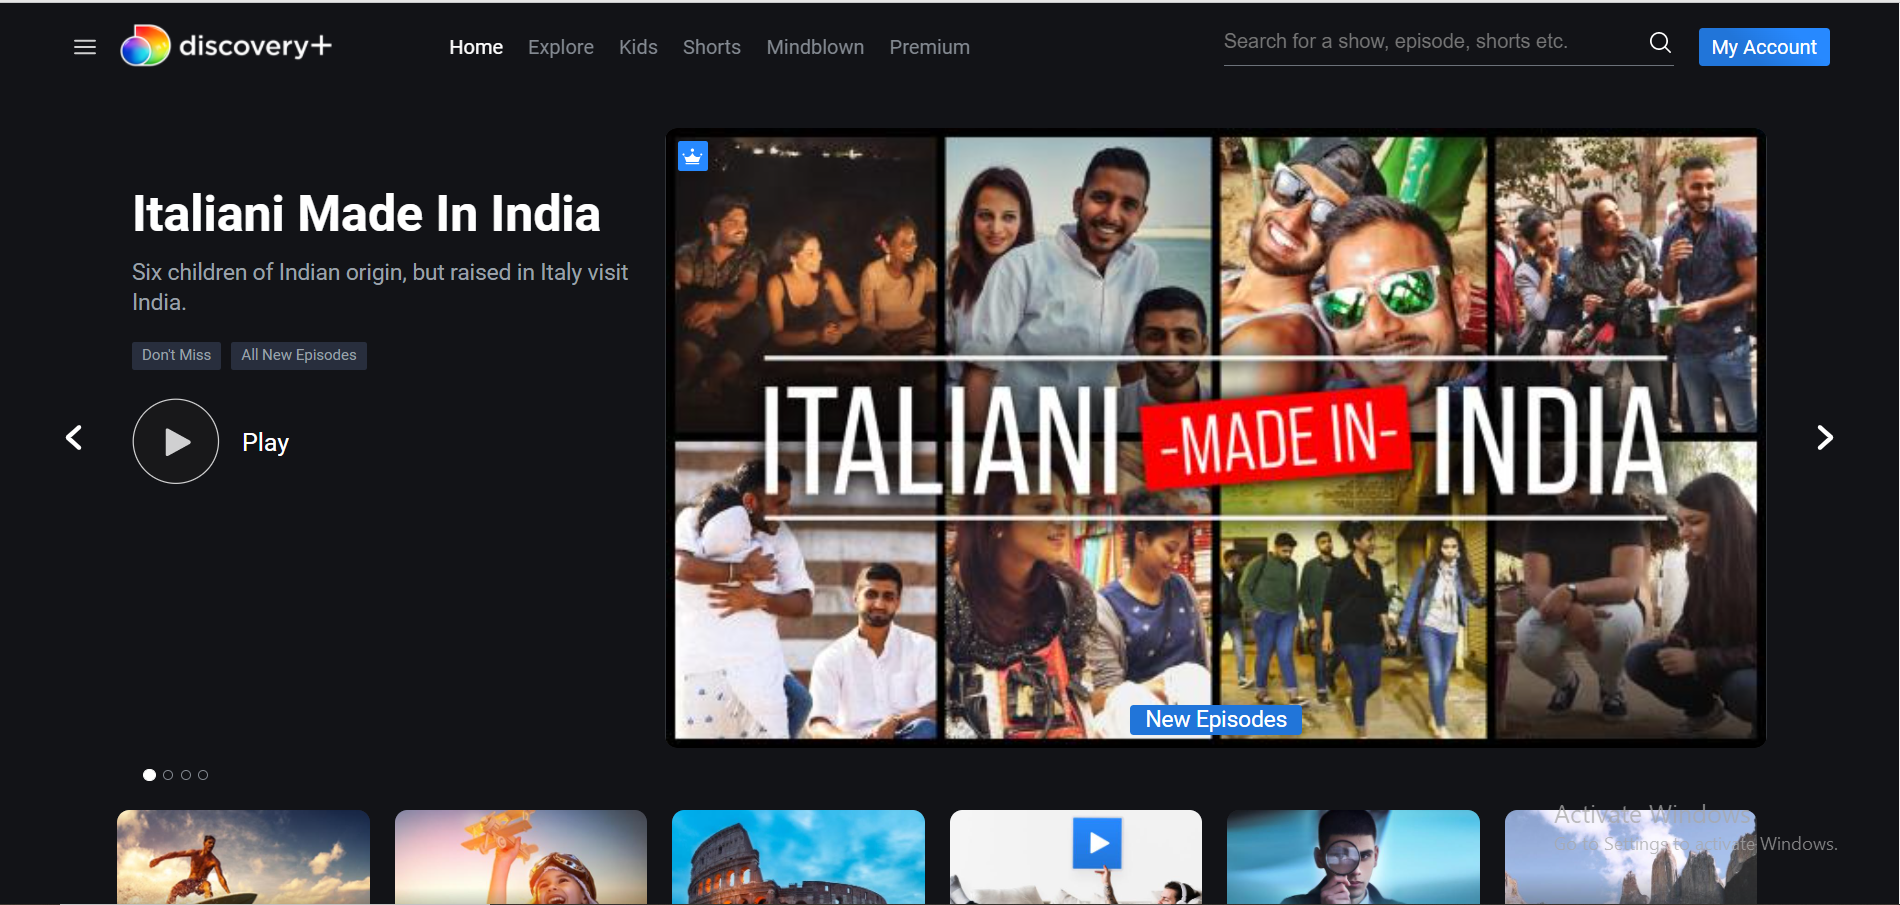 discovery+
Home Explore Kids Shorts Mindblown Premium
Search for a show, episode, shorts etc.
My Account
Italiani Made In India
Six children of Indian origin, but raised in Italy visit
India.
Don't Miss All New Episodes
Play
ITALIANI -MADE IN- INDIA
New Episodes
Activate Windows
Go to Settings to activate Windows.